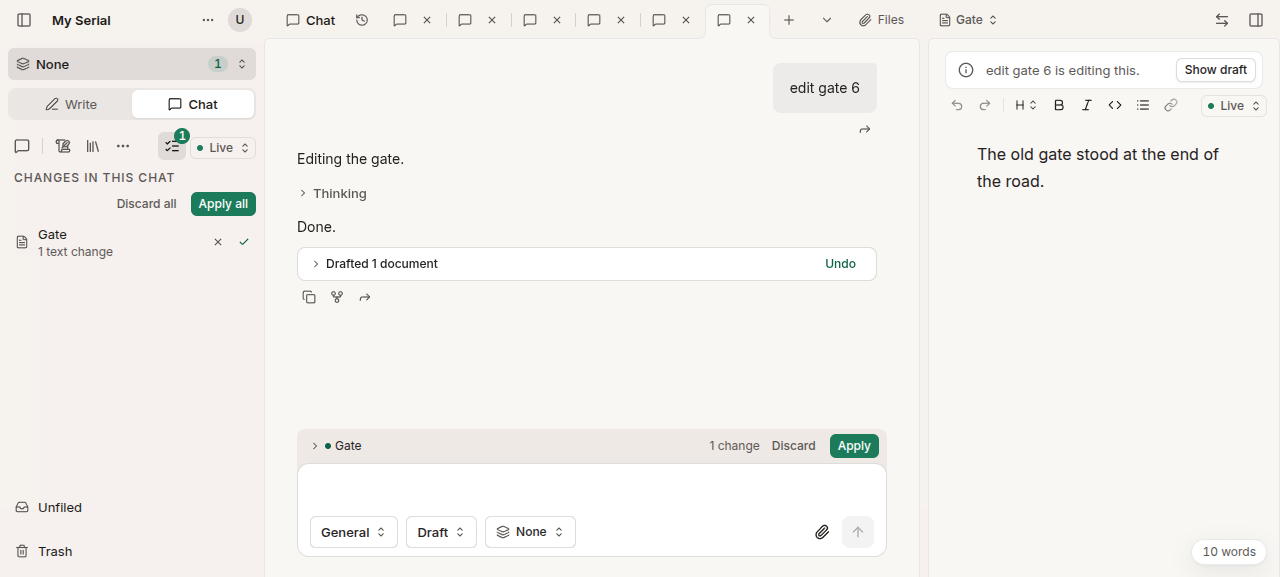 My Serial
U
Chat
Files
Gate
None
1
Write
Chat
1
Live
CHANGES IN THIS CHAT
Discard all
Apply all
Gate
1 text change
Unfiled
Trash
edit gate 6
Editing the gate.
Thinking
Done.
Drafted 1 document
Undo
Gate
1 change
Discard
Apply
General
Draft
None
edit gate 6 is editing this.
Show draft
H
B
I
Live
The old gate stood at the end of
the road.
10 words